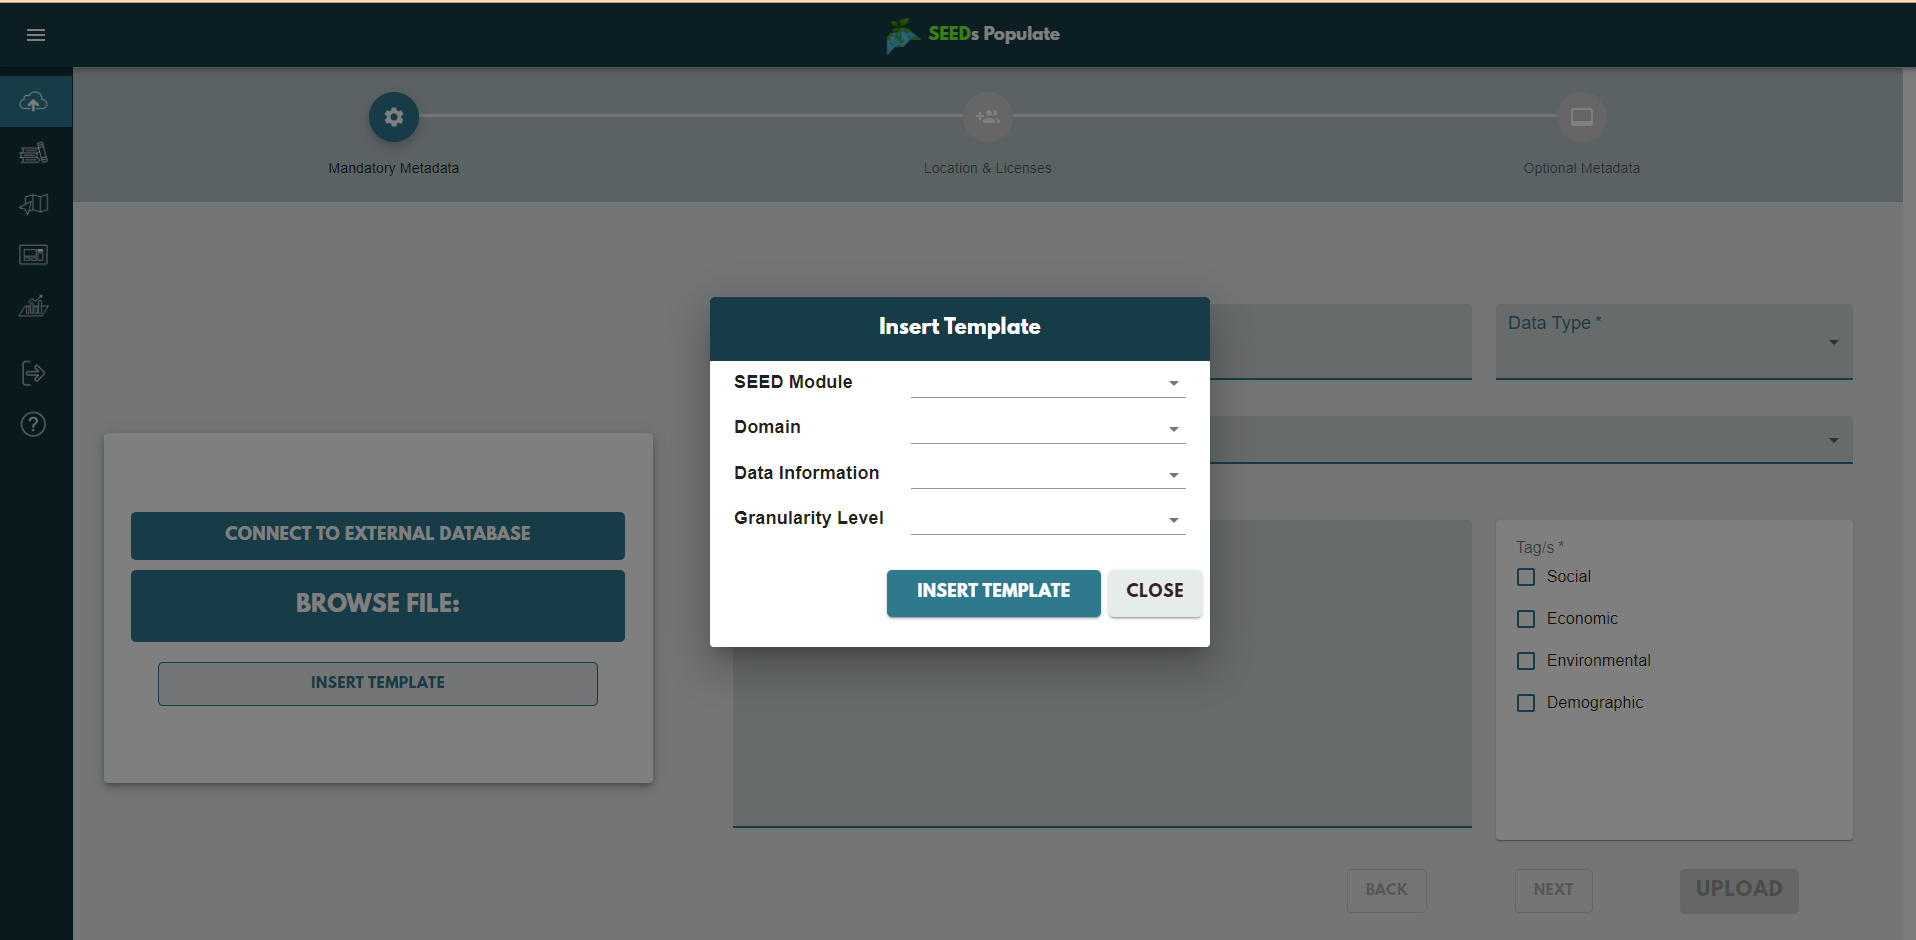 SEEDs Populate
Mandatory Metadata
Location & Licenses
Optional Metadata
Insert Template
SEED Module
Domain
Data Information
Granularity Level
INSERT TEMPLATE
CLOSE
CONNECT TO EXTERNAL DATABASE
BROWSE FILE:
INSERT TEMPLATE
Data Type *
Tag/s *
Social
Economic
Environmental
Demographic
BACK
NEXT
UPLOAD